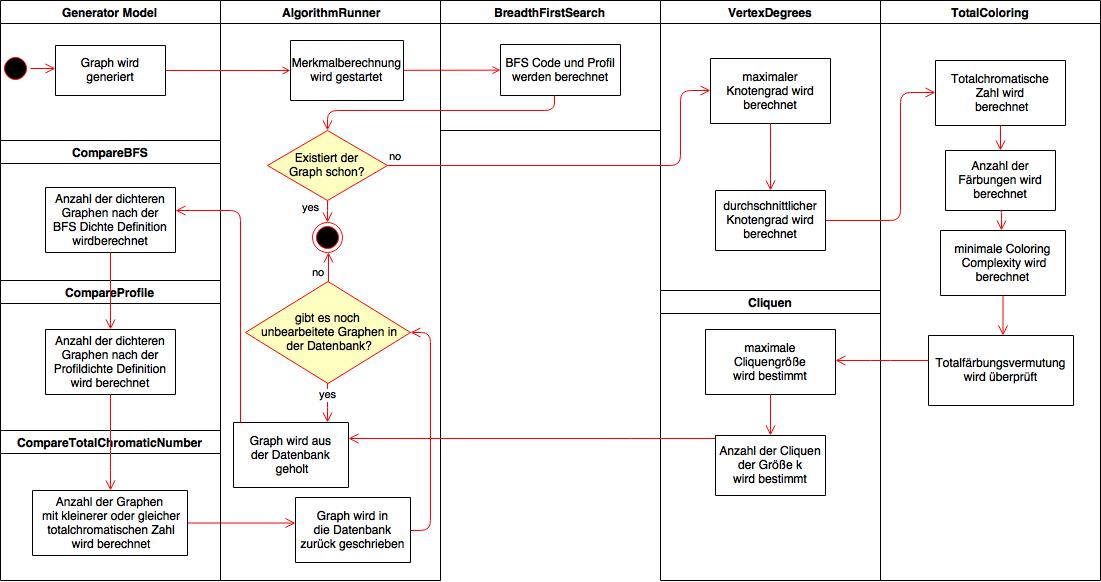 Generator Model
AlgorithmRunner
BreadthFirstSearch
VertexDegrees
TotalColoring
Graph wird
generiert
Merkmalberechnung
wird gestartet
BFS Code und Profil
werden berechnet
maximaler
Knotengrad wird
berechnet
Totalchromatische
Zahl wird
berechnet
CompareBFS
Existiert der
Graph schon?
no
yes
Anzahl der
Färbungen wird
berechnet
Anzahl der dichteren
Graphen nach der
BFS Dichte Definition
wirdberechnet
durchschnittlicher
Knotengrad wird
berechnet
minimale Coloring
Complexity wird
berechnet
no
CompareProfile
Cliquen
gibt es noch
unbearbeitete Graphen in
der Datenbank?
yes
Anzahl der dichteren
Graphen nach der
Profildichte Definition
wird berechnet
maximale
Cliquengröße
wird bestimmt
Totalfärbungsvermutung
wird überprüft
CompareTotalChromaticNumber
Graph wird aus
der Datenbank
geholt
Anzahl der Cliquen
der Größe k
wird bestimmt
Anzahl der Graphen
mit kleinerer oder gleicher
totalchromatischen Zahl
wird berechnet
Graph wird in
die Datenbank
zurück geschrieben